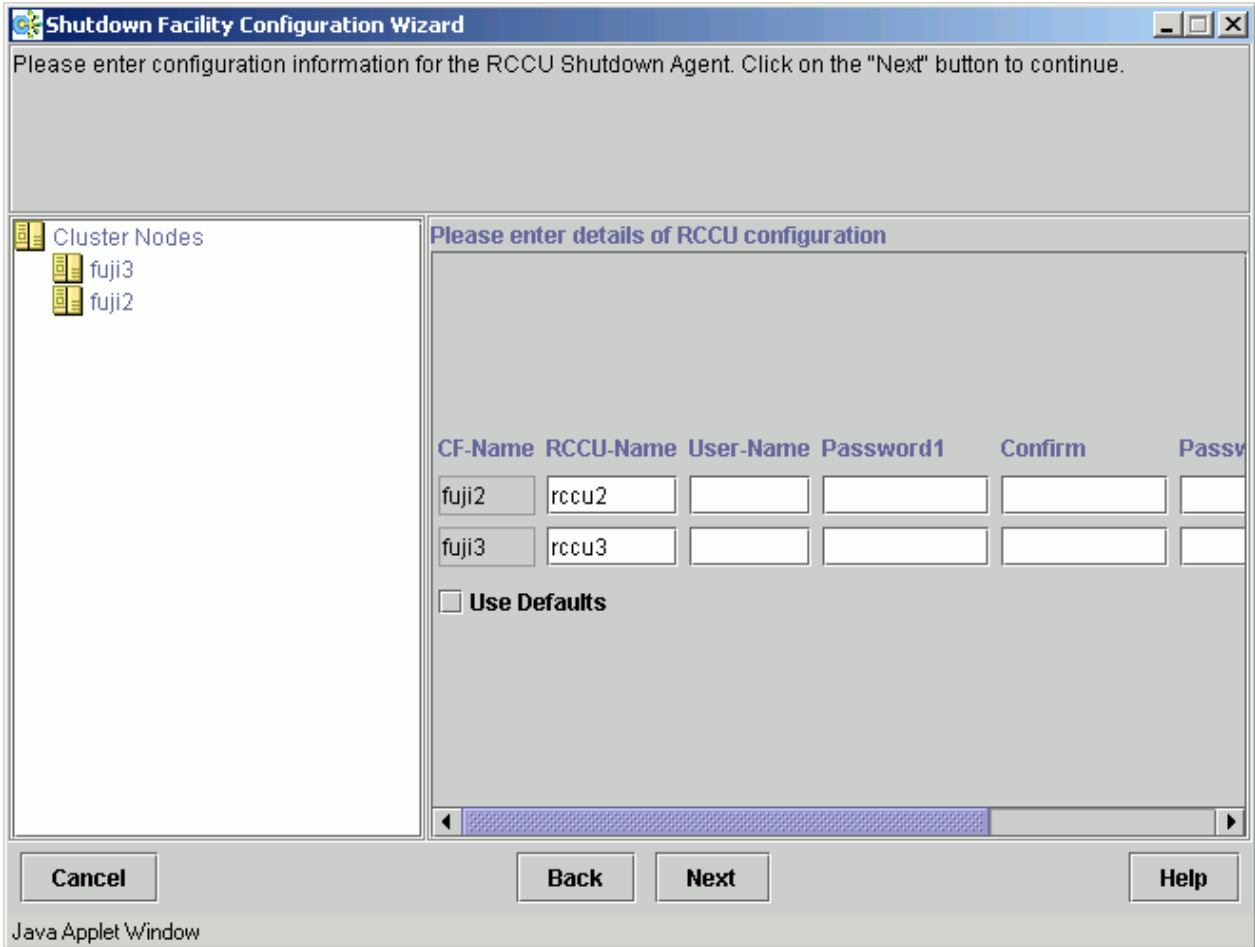 Shutdown Facility Configuration Wizard
Please enter configuration information for the RCCU Shutdown Agent. Click on the "Next" button to continue.
Cluster Nodes
fuji3
fuji2
Please enter details of RCCU configuration
CF-Name RCCU-Name User-Name Password1 Confirm
fuji2 rccu2
fuji3 rccu3
Use Defaults
Cancel Back Next Help
Java Applet Window